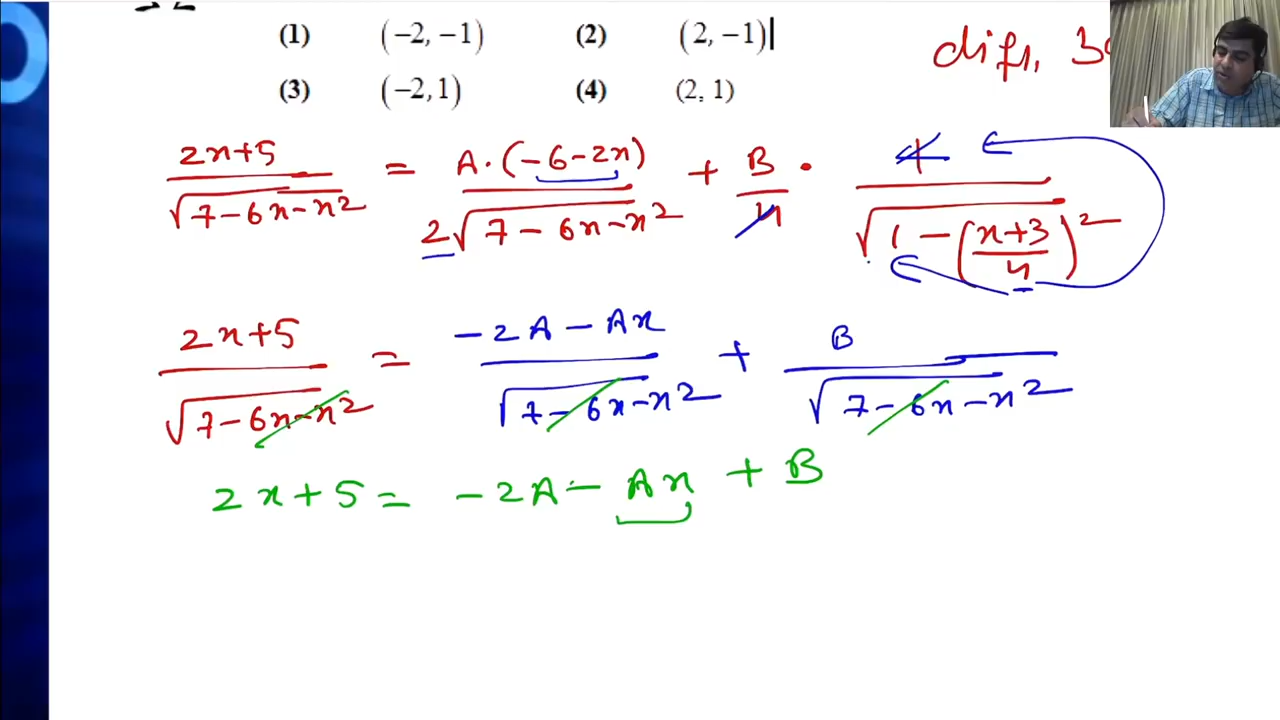 (1) (−2, −1) (2) (2, −1)
(3) (−2, 1) (4) (2, 1)
diff.
2x+5 / √7−6x−x² = A·(−6−2x) / 2√7−6x−x² + B/4 · 4 / √1−(x+3/4)²
2x+5 / √7−6x−x² = −2A−Ax / √7−6x−x² + B / √7−6x−x²
2x+5 = −2A−Ax + B